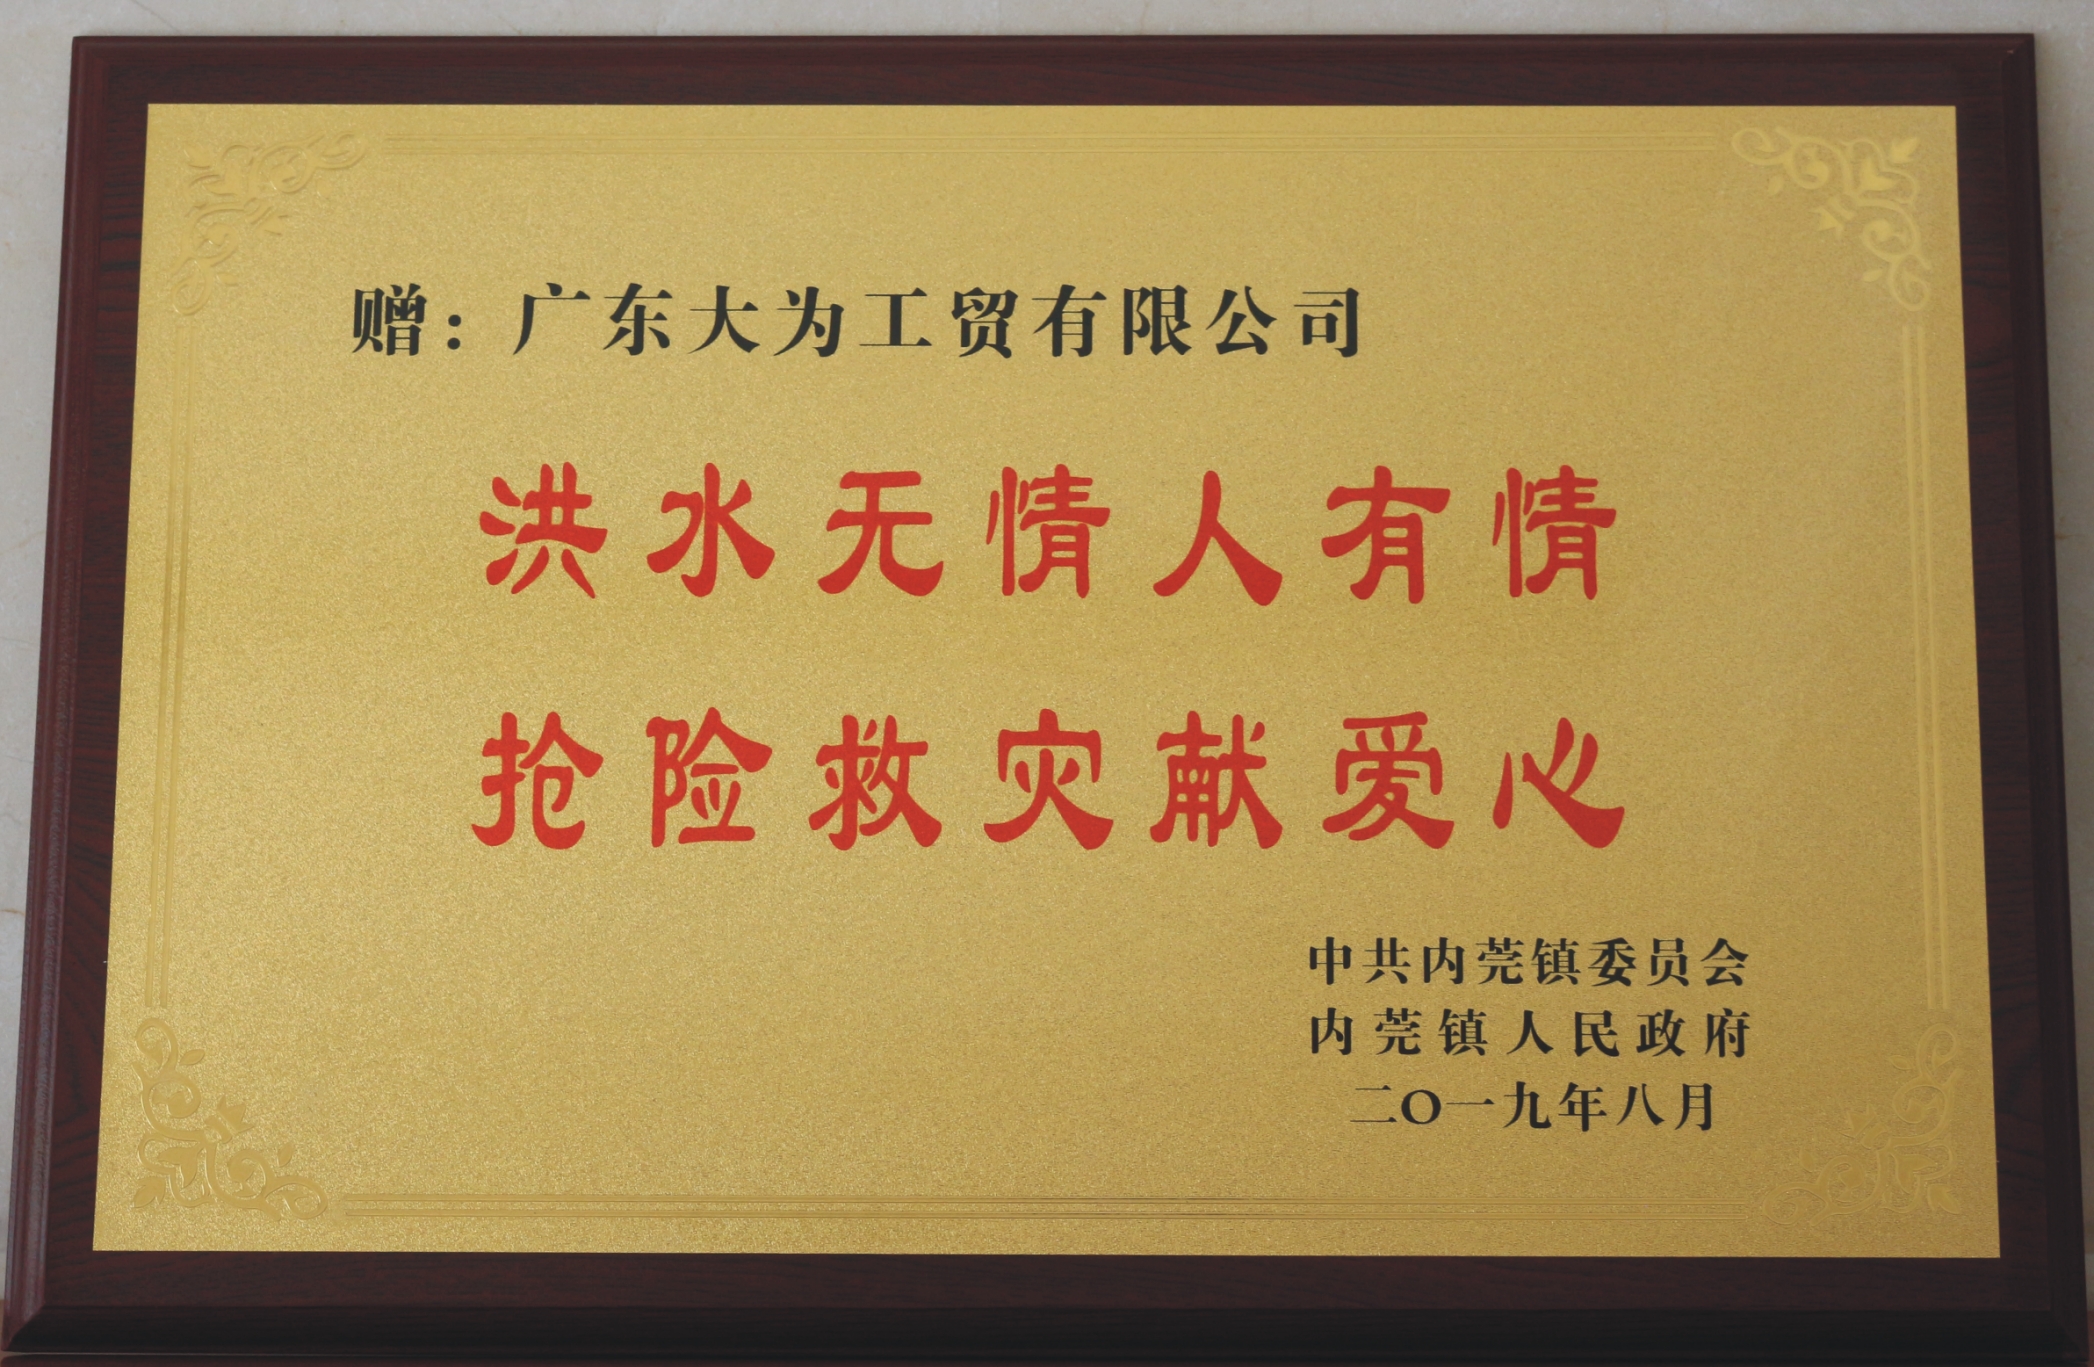 赠：广东大为工贸有限公司
洪水无情人有情
抢险救灾献爱心
中共内莞镇委员会
内莞镇人民政府
二〇一九年八月